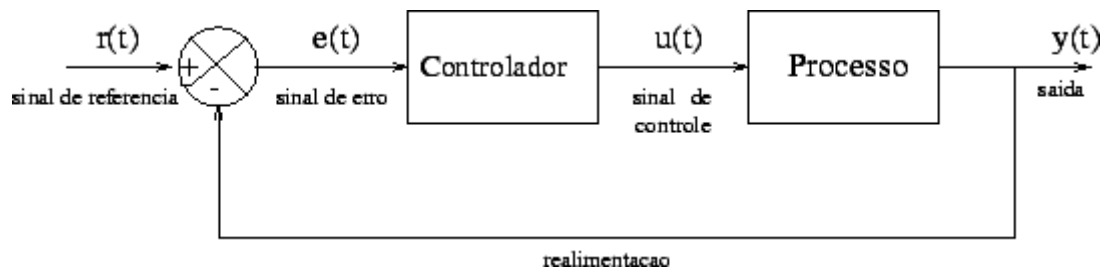 r(t)
+
-
sinal de referencia
e(t)
sinal de erro
Controlador
u(t)
sinal de
controle
Processo
y(t)
saida
realimentacao